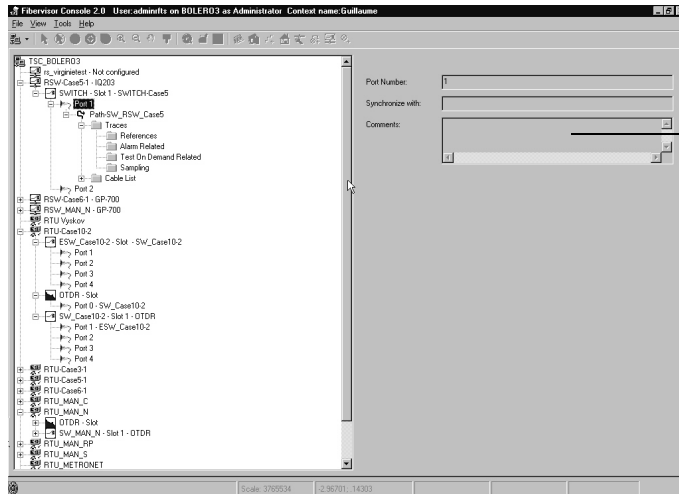 Fibervisor Console 2.0 User:adminrfts on BOLERO3 as Administrator Context name:Guillaume
File View Tools Help
TSC_BOLERO3
rs_virginietest - Not configured
RSW-Case5-1 - IQ203
SWITCH - Slot 1 - SWITCH-Case5
Port 1
Path-SW_RSW_Case5
Traces
References
Alarm Related
Test On Demand Related
Sampling
Cable List
Port 2
RSW-Case6-1 - GP-700
RSW_MAN_N - GP-700
RTU Vyskov
RTU-Case10-2
ESW_Case10-2 - Slot - SW_Case10-2
Port 1
Port 2
Port 3
Port 4
OTDR - Slot
Port 0 - SW_Case10-2
SW_Case10-2 - Slot 1 - OTDR
Port 1 - ESW_Case10-2
Port 2
Port 3
Port 4
RTU-Case3-1
RTU-Case5-1
RTU-Case6-1
RTU_MAN_C
RTU_MAN_N
OTDR - Slot
SW_MAN_N - Slot 1 - OTDR
RTU_MAN_RP
RTU_MAN_S
RTU_METRONET
Port Number: 1
Synchronize with:
Comments:
Scale: 3765534 -2.96701; .14303